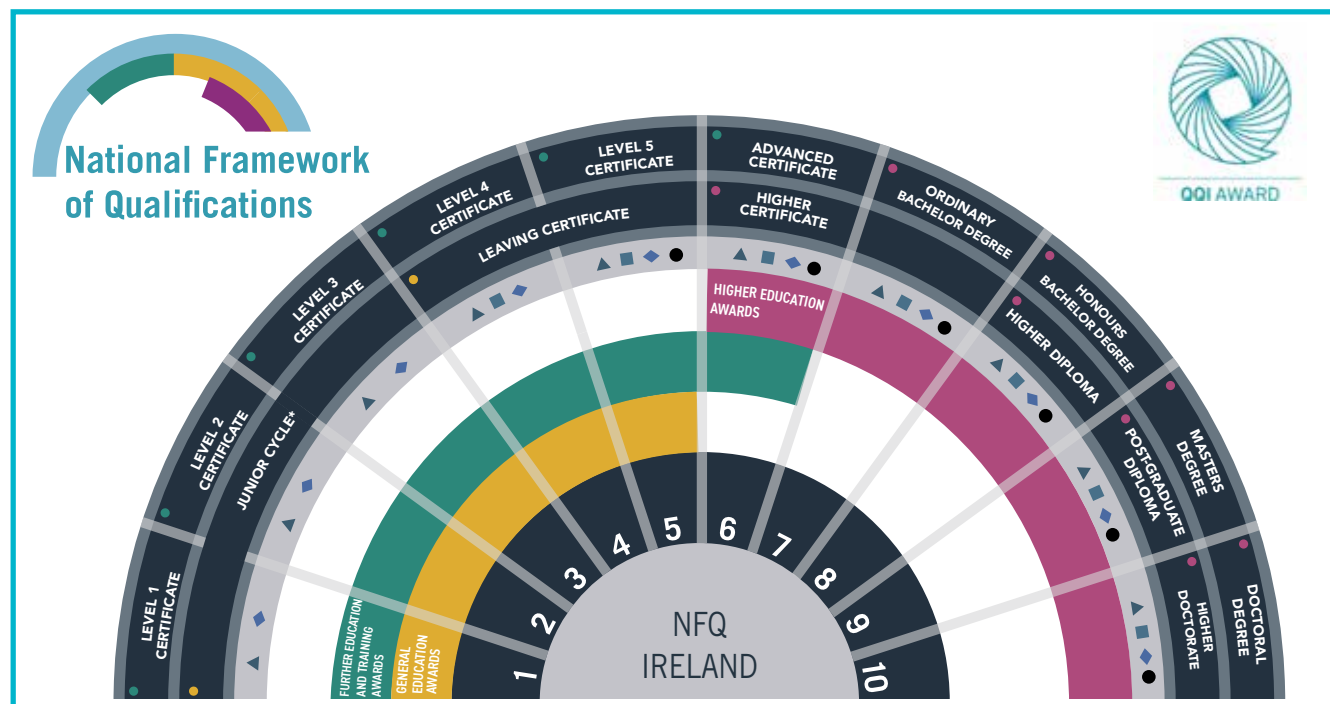 National Framework
of Qualifications
QQI AWARD
LEVEL 1
CERTIFICATE
LEVEL 2
CERTIFICATE
LEVEL 3
CERTIFICATE
LEVEL 4
CERTIFICATE
LEVEL 5
CERTIFICATE
ADVANCED
CERTIFICATE
ORDINARY
BACHELOR DEGREE
HONOURS
BACHELOR DEGREE
MASTERS
DEGREE
DOCTORAL
DEGREE
JUNIOR CYCLE*
LEAVING CERTIFICATE
HIGHER
CERTIFICATE
HIGHER DIPLOMA
POST-GRADUATE
DIPLOMA
HIGHER
DOCTORATE
HIGHER EDUCATION
AWARDS
FURTHER EDUCATION
AND TRAINING
AWARDS
GENERAL
EDUCATION
AWARDS
1
2
3
4
5
6
7
8
9
10
NFQ
IRELAND